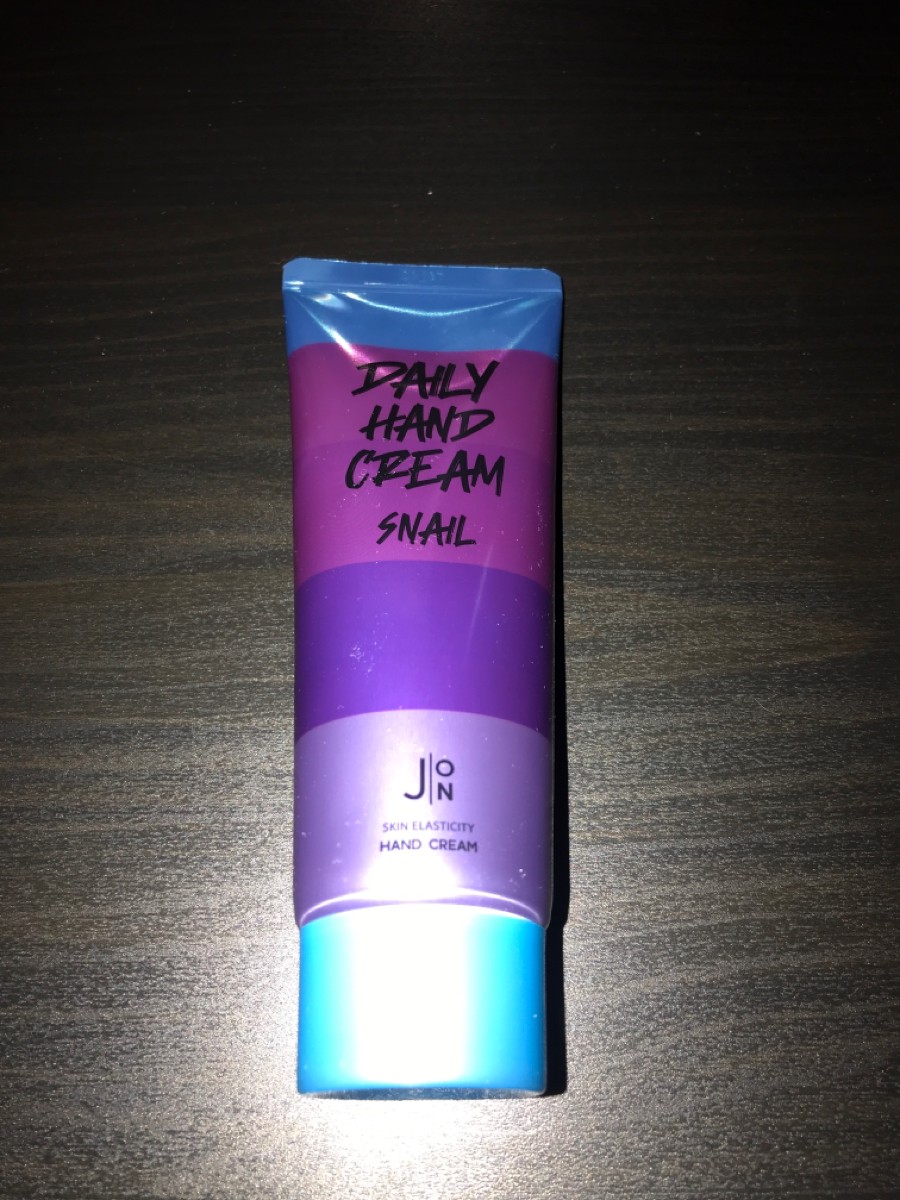 DAILY
HAND
CREAM
SNAIL
J|ON
SKIN ELASTICITY
HAND CREAM